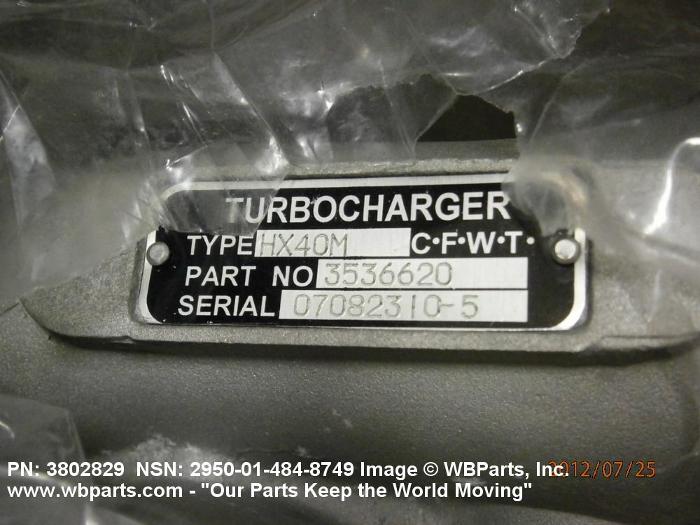 TURBOCHARGER
TYPE HX40M C·F·W·T·
PART NO 3536620
SERIAL 07082310-5
PN: 3802829 NSN: 2950-01-484-8749 Image © WBParts, Inc. 2012/07/25
www.wbparts.com - "Our Parts Keep the World Moving"